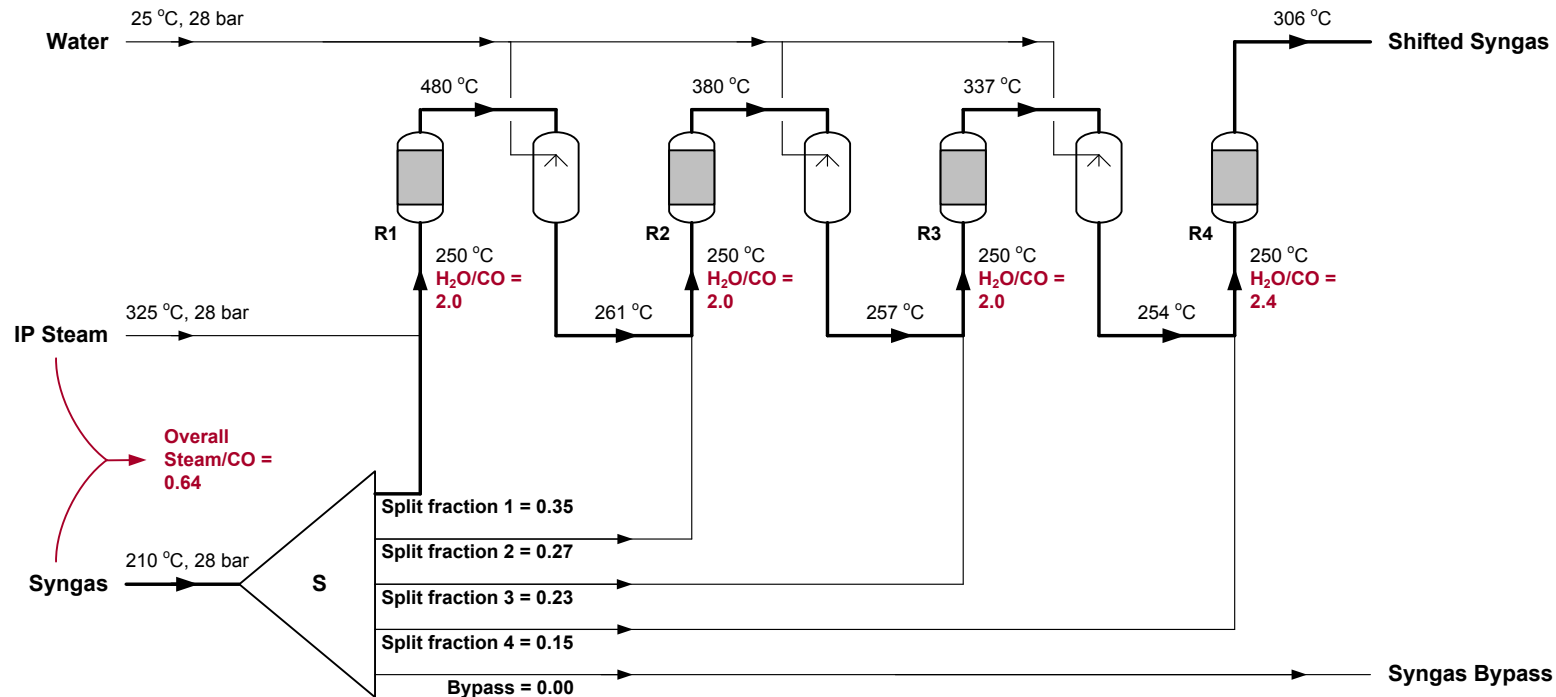 25 °C, 28 bar
306 °C
Water
Shifted Syngas
480 °C
380 °C
337 °C
R1
R2
R3
R4
250 °C
H₂O/CO =
2.0
250 °C
H₂O/CO =
2.0
250 °C
H₂O/CO =
2.0
250 °C
H₂O/CO =
2.4
325 °C, 28 bar
261 °C
257 °C
254 °C
IP Steam
Overall
Steam/CO =
0.64
Split fraction 1 = 0.35
Split fraction 2 = 0.27
210 °C, 28 bar
Syngas
S
Split fraction 3 = 0.23
Split fraction 4 = 0.15
Bypass = 0.00
Syngas Bypass